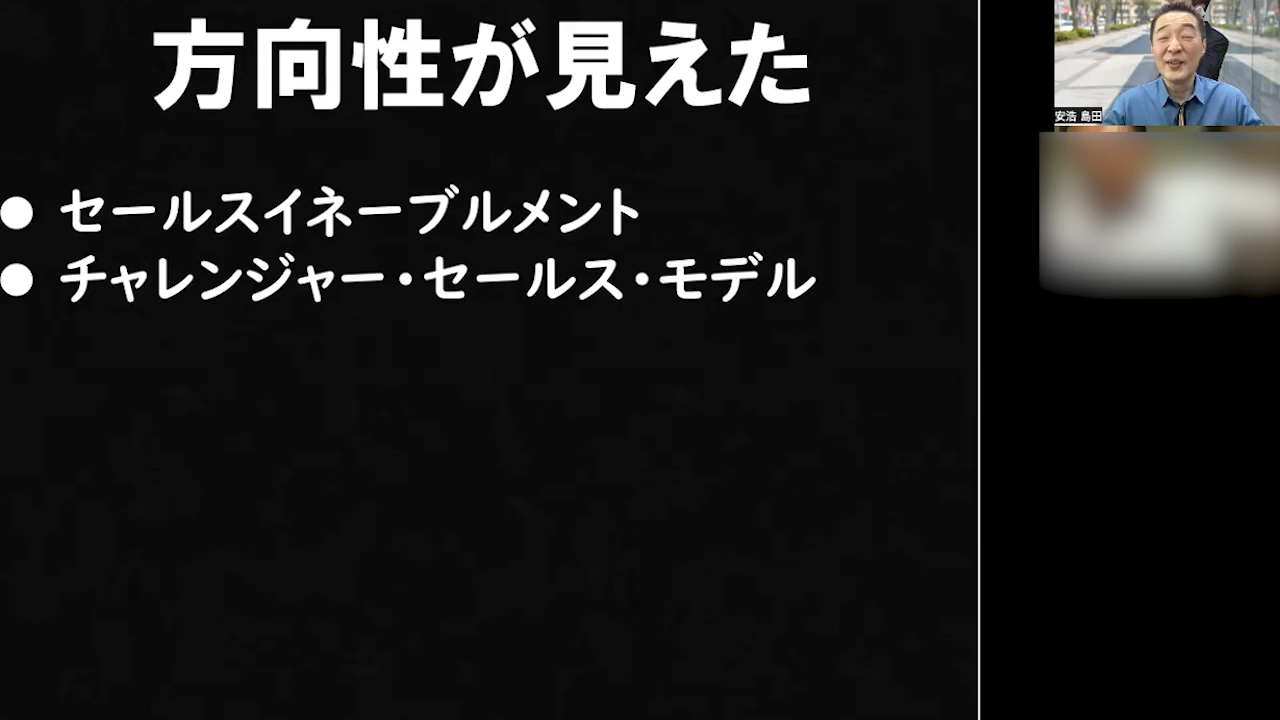 方向性が見えた
● セールスイネーブルメント
● チャレンジャー・セールス・モデル
安浩 島田